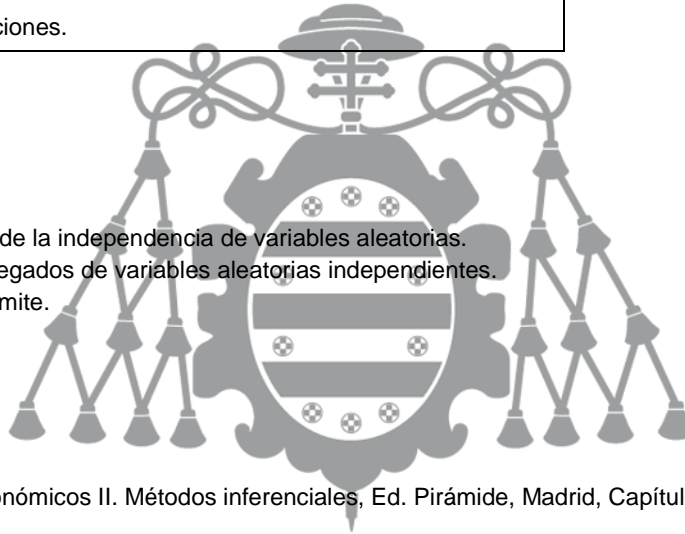 ciones.
de la independencia de variables aleatorias.
egados de variables aleatorias independientes.
mite.
onómicos II. Métodos inferenciales, Ed. Pirámide, Madrid, Capítul